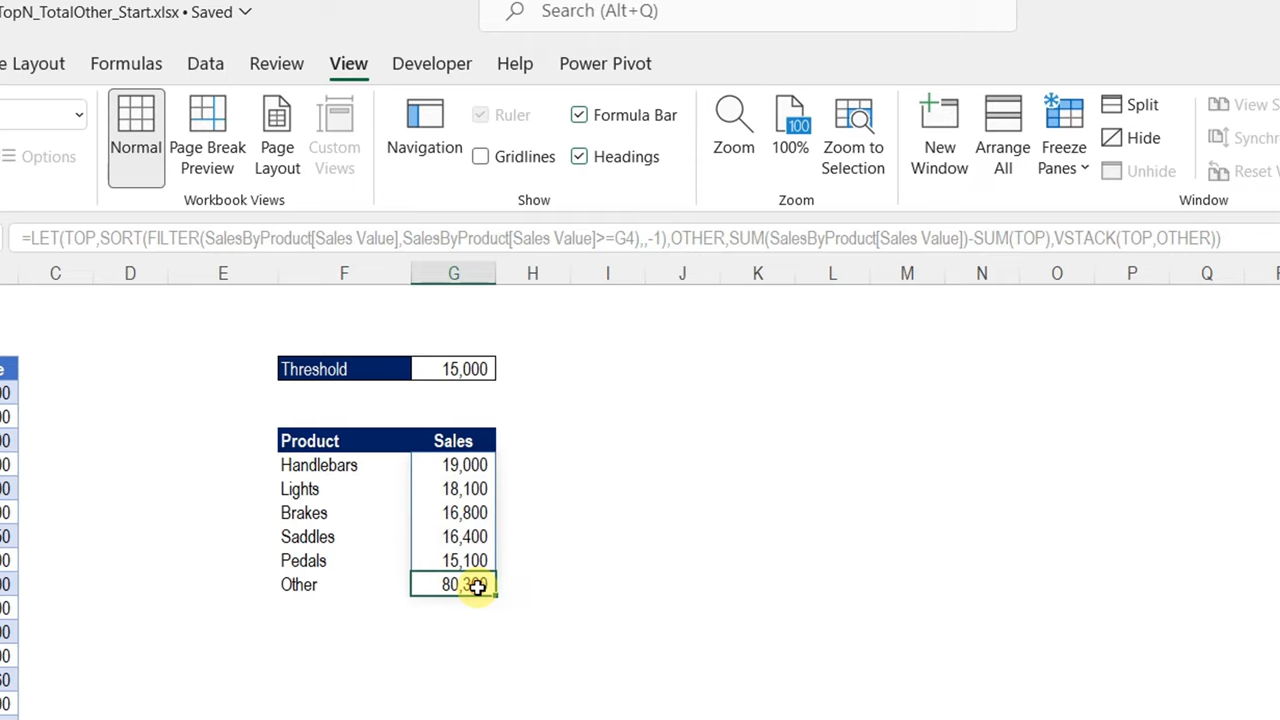 TopN_TotalOther_Start.xlsx • Saved
Search (Alt+Q)
Layout Formulas Data Review View Developer Help Power Pivot
Options
Normal
Page Break Preview
Page Layout
Custom Views
Workbook Views
Navigation
Ruler
Formula Bar
Gridlines
Headings
Show
Zoom
100
100%
Zoom to Selection
Zoom
New Window
Arrange All
Freeze Panes
Split
Hide
Unhide
View
Reset
Window
=LET(TOP,SORT(FILTER(SalesByProduct[Sales Value],SalesByProduct[Sales Value]>=G4),,-1),OTHER,SUM(SalesByProduct[Sales Value])-SUM(TOP),VSTACK(TOP,OTHER))
C D E F G H I J K L M N O P Q
Threshold 15,000
Product Sales
Handlebars 19,000
Lights 18,100
Brakes 16,800
Saddles 16,400
Pedals 15,100
Other